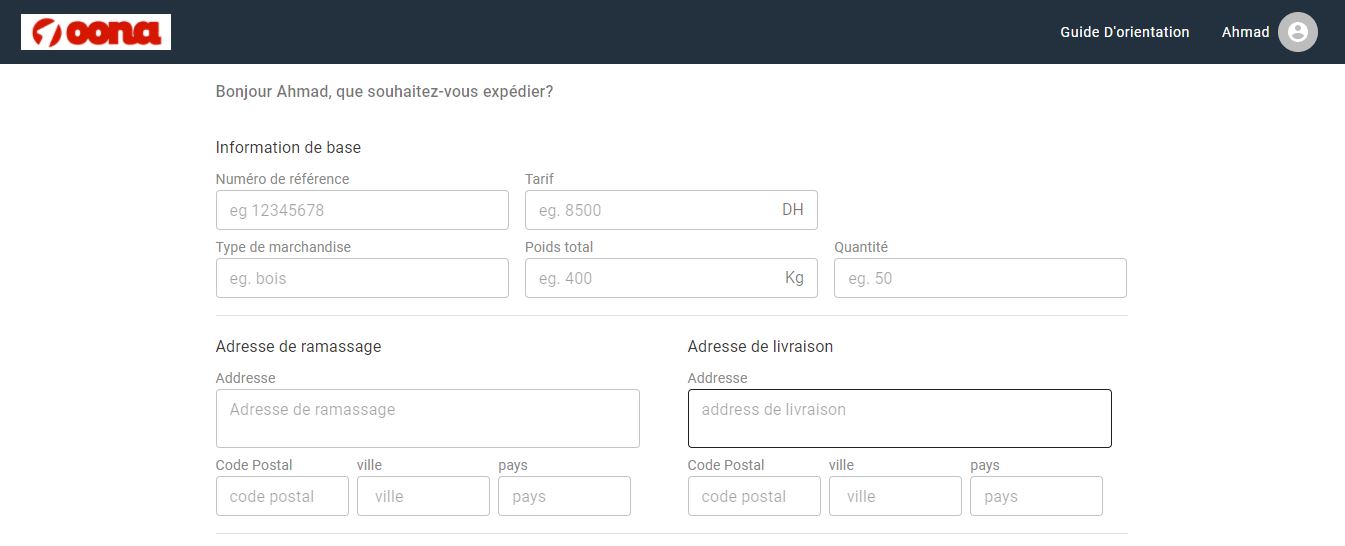 oona
Guide D'orientation
Ahmad
Bonjour Ahmad, que souhaitez-vous expédier?
Information de base
Numéro de référence
Tarif
eg 12345678
eg. 8500
DH
Type de marchandise
Poids total
Quantité
eg. bois
eg. 400
Kg
eg. 50
Adresse de ramassage
Adresse de livraison
Addresse
Addresse
Adresse de ramassage
address de livraison
Code Postal
ville
pays
Code Postal
ville
pays
code postal
ville
pays
code postal
ville
pays